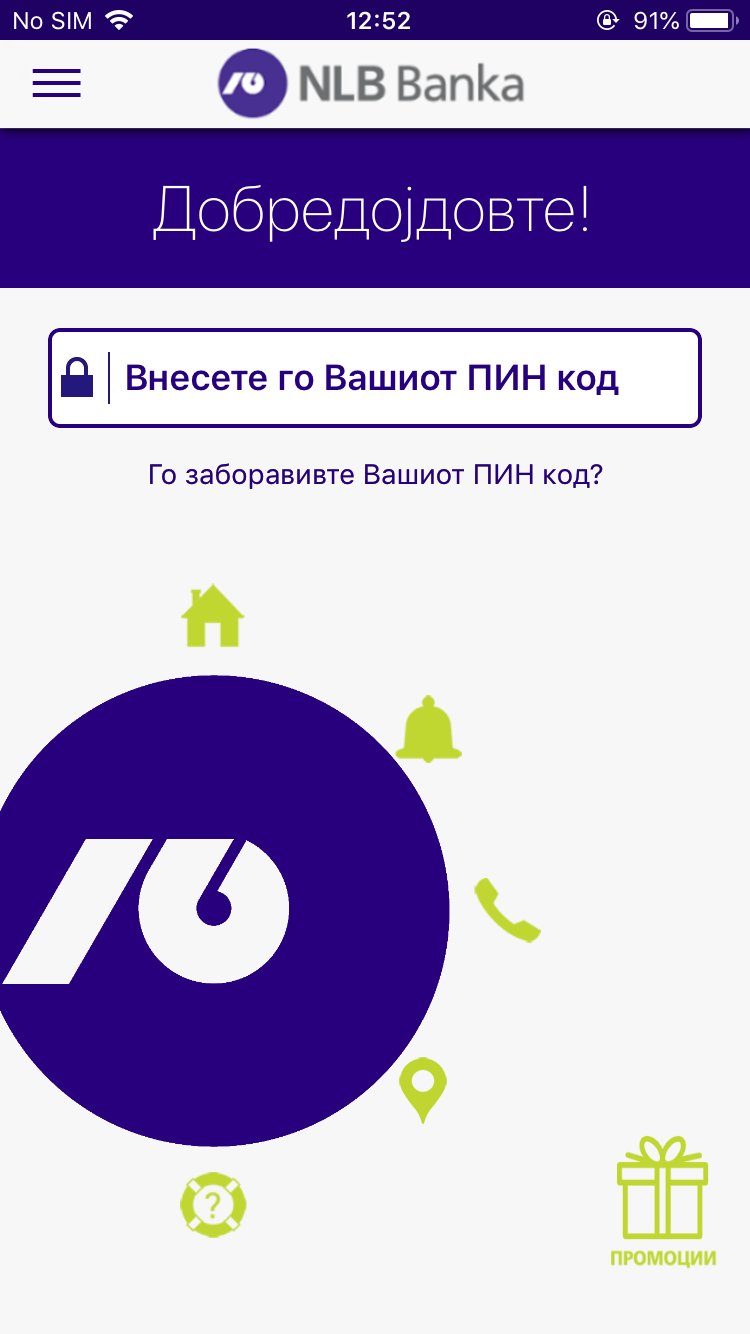 No SIM 12:52 91%
NLB Banka
Добредојдовте!
Внесете го Вашиот ПИН код
Го заборавивте Вашиот ПИН код?
?
ПРОМОЦИИ